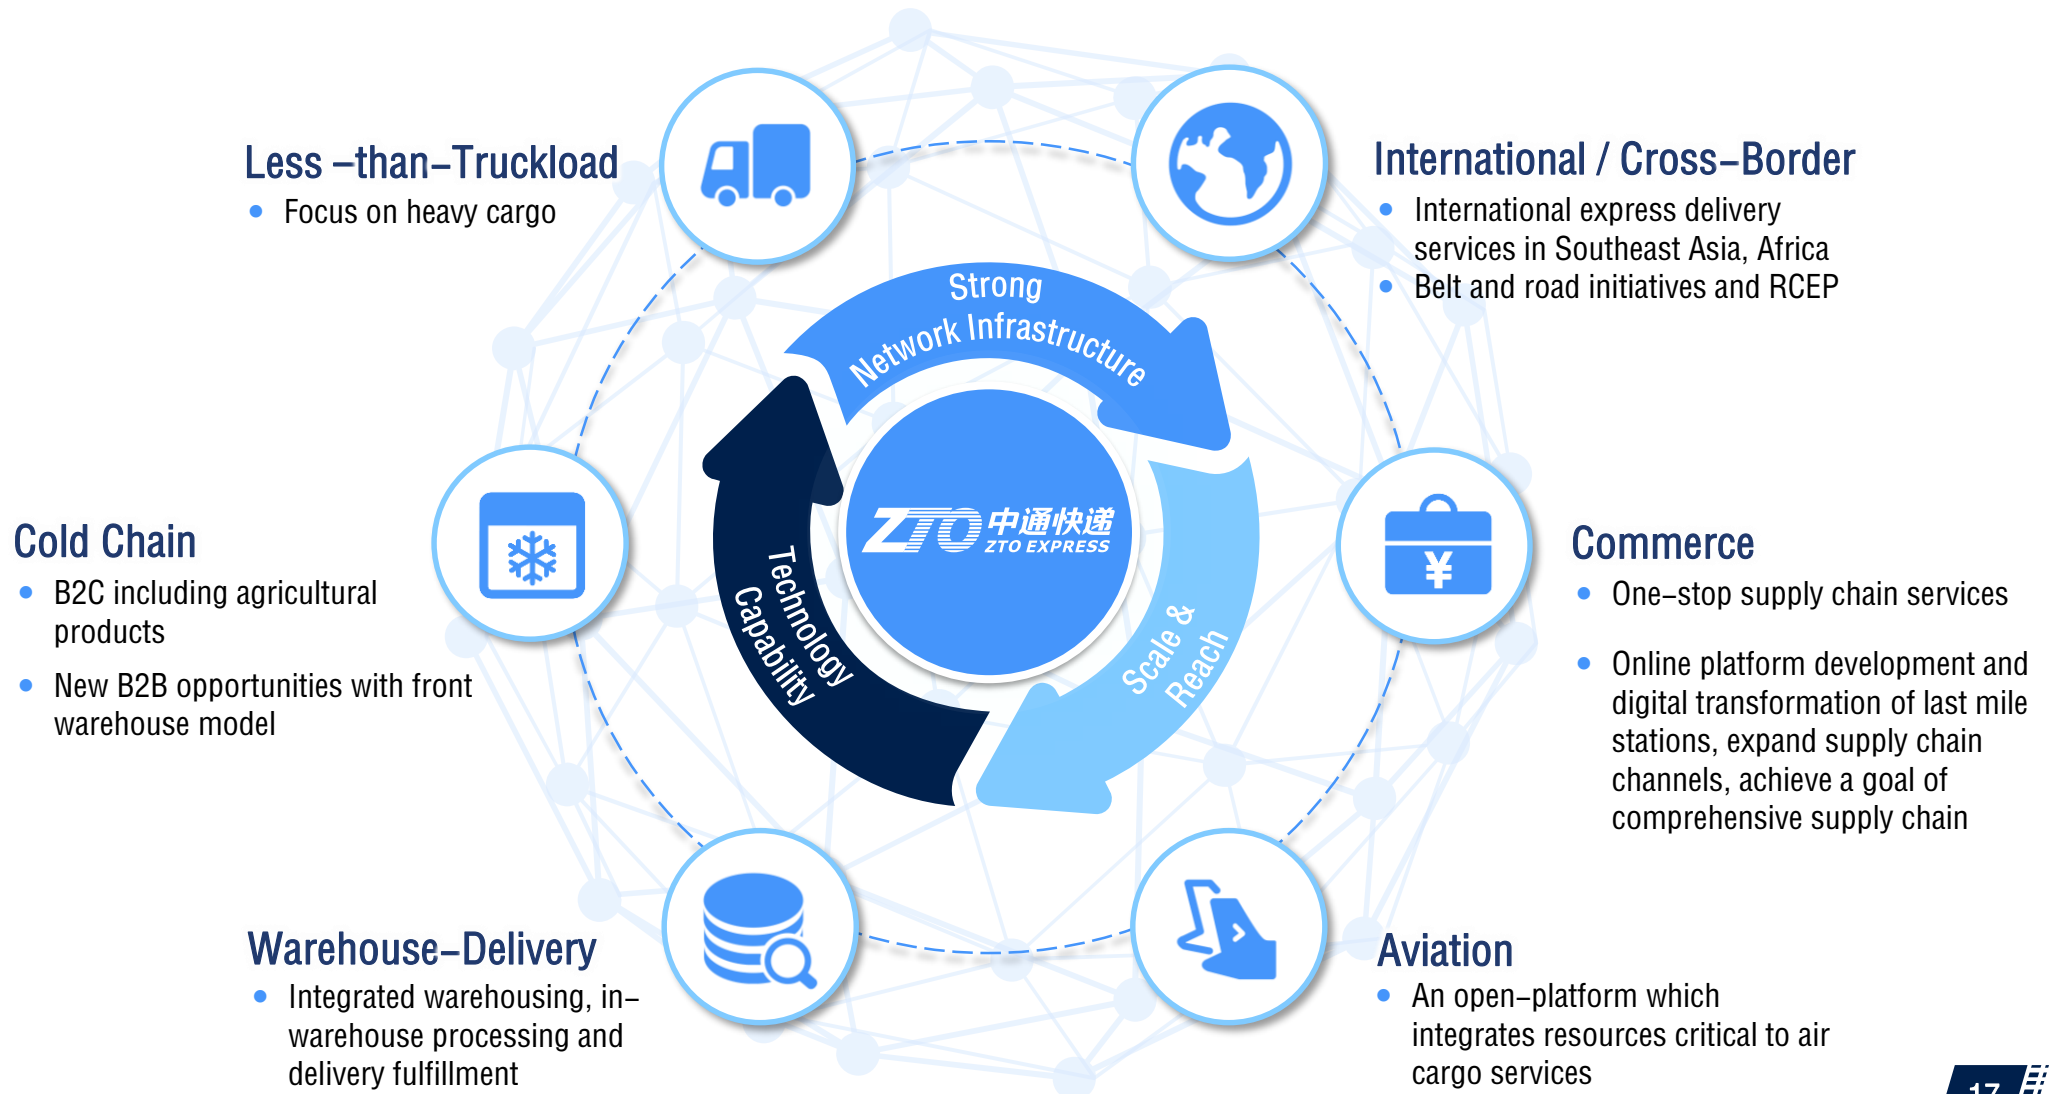 Less –than–Truckload
• Focus on heavy cargo
International / Cross–Border
• International express delivery
services in Southeast Asia, Africa
• Belt and road initiatives and RCEP
Strong
Network Infrastructure
Scale &
Reach
Technology
Capability
ZTO 中通快递
ZTO EXPRESS
Cold Chain
• B2C including agricultural
products
• New B2B opportunities with front
warehouse model
¥
Commerce
• One–stop supply chain services
• Online platform development and
digital transformation of last mile
stations, expand supply chain
channels, achieve a goal of
comprehensive supply chain
Warehouse–Delivery
• Integrated warehousing, in–
warehouse processing and
delivery fulfillment
Aviation
• An open–platform which
integrates resources critical to air
cargo services
17